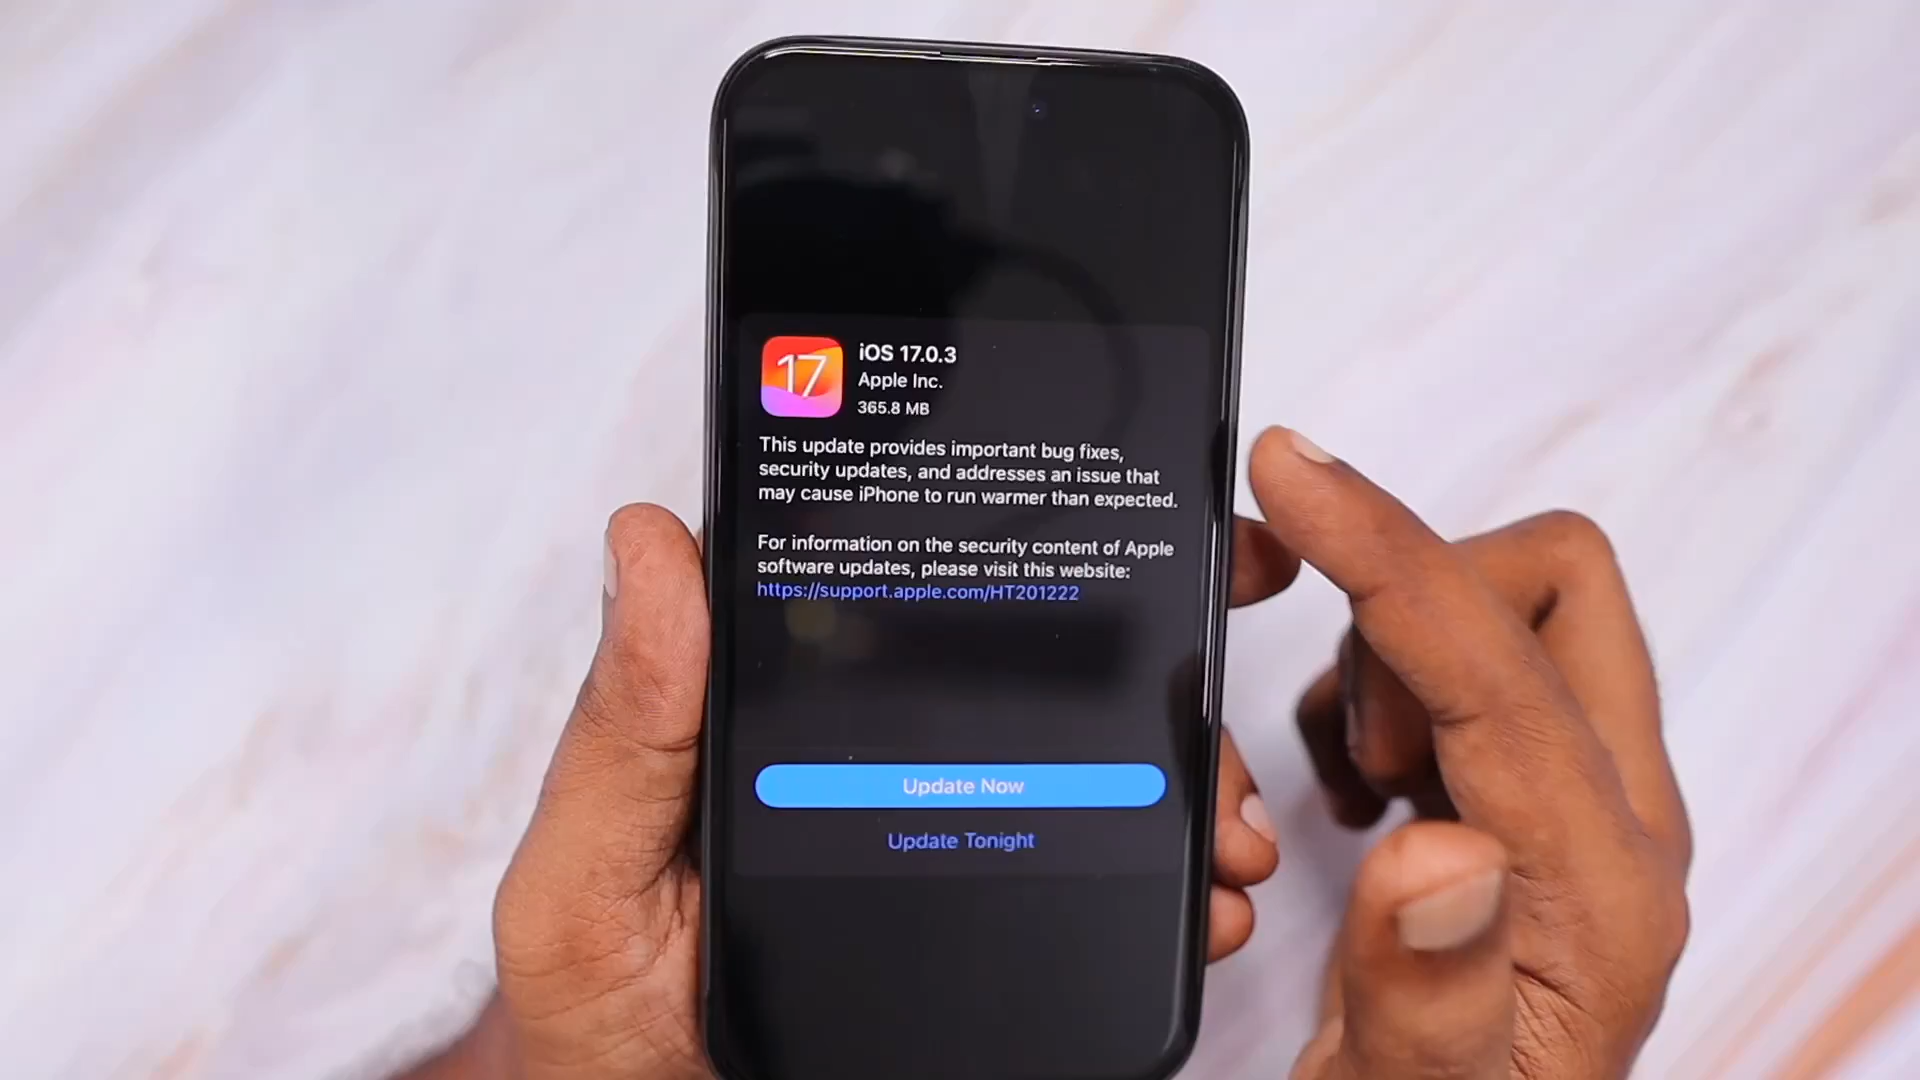 17
iOS 17.0.3
Apple Inc.
365.8 MB
This update provides important bug fixes,
security updates, and addresses an issue that
may cause iPhone to run warmer than expected.
For information on the security content of Apple
software updates, please visit this website:
https://support.apple.com/HT201222
Update Now
Update Tonight